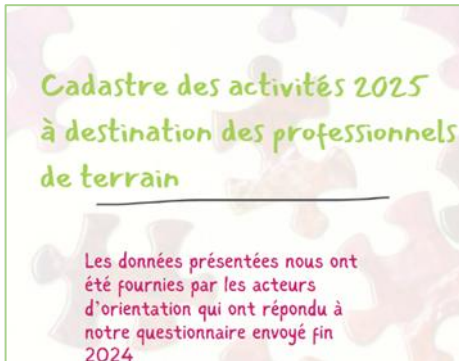 Cadastre des activités 2025
à destination des professionnels
de terrain
Les données présentées nous ont
été fournies par les acteurs
d'orientation qui ont répondu à
notre questionnaire envoyé fin
2024